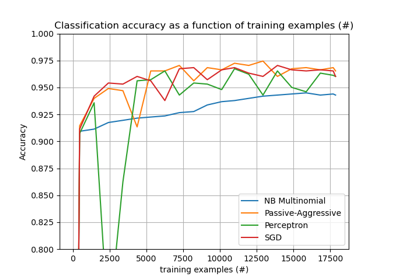 Classification accuracy as a function of training examples (#)
1.000
0.975
0.950
0.925
0.900
0.875
0.850
0.825
0.800
Accuracy
NB Multinomial
Passive-Aggressive
Perceptron
SGD
0 2500 5000 7500 10000 12500 15000 17500
training examples (#)